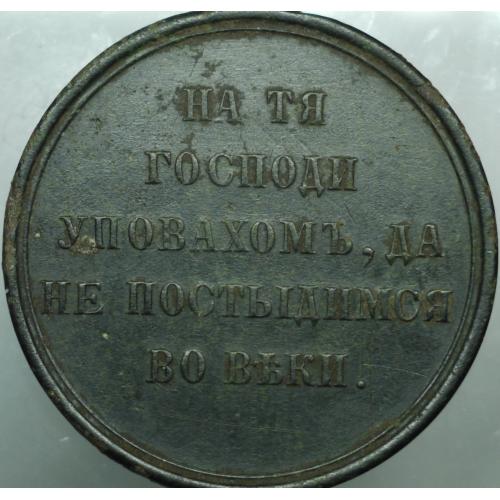 НА ТЯ
ГОСПОДИ
УПОВАХОМЪ, ДА
НЕ ПОСТЫДИМСЯ
ВО ВѢКИ.